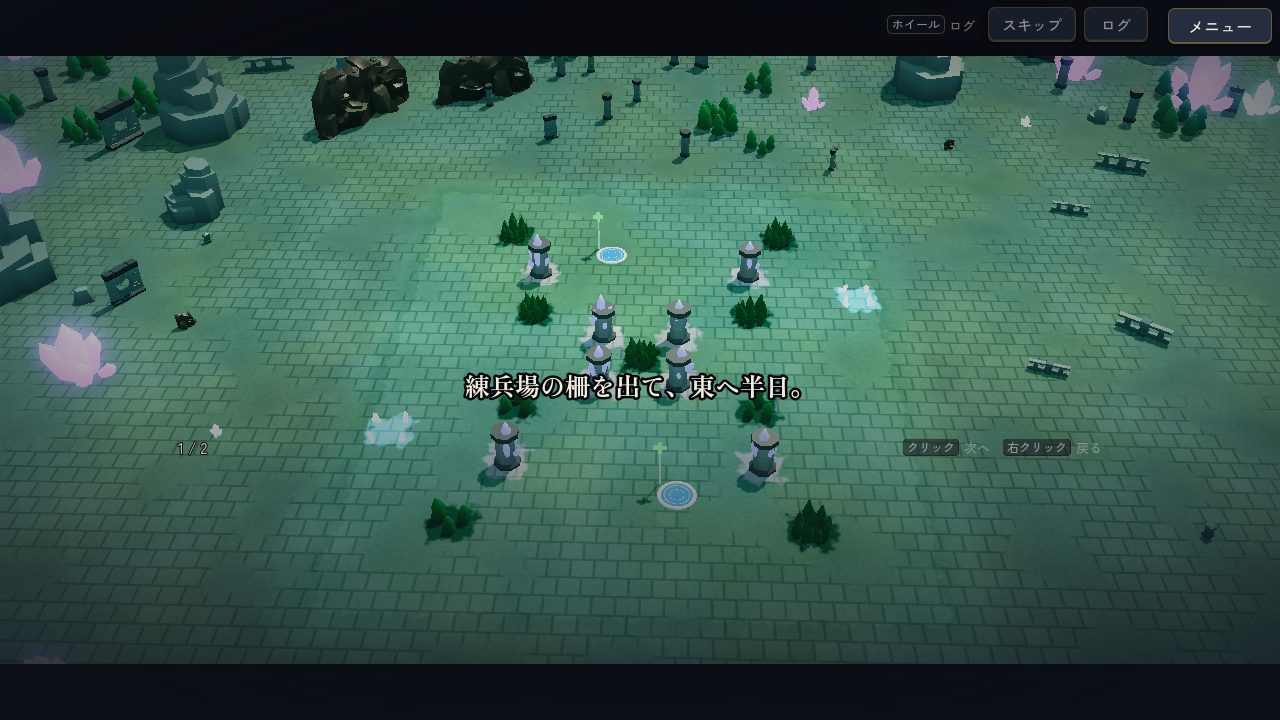 ホイール ログ スキップ ログ メニュー
練兵場の柵を出て、東へ半日。
1 / 2 クリック 次へ 右クリック 戻る